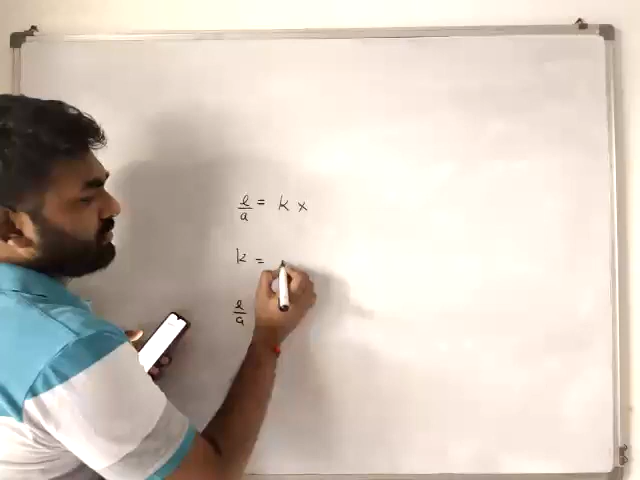 l/a = k x
k =
l/a